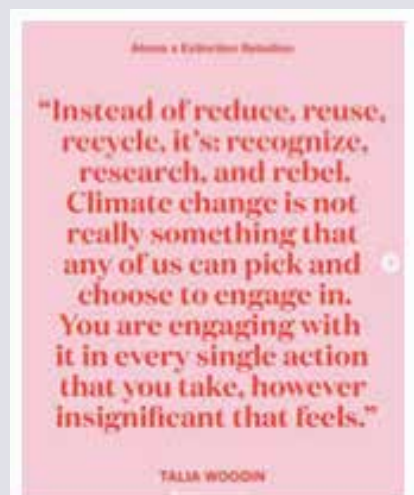 x Extinction Rebellion
“Instead of reduce, reuse,
recycle, it’s: recognize,
research, and rebel.
Climate change is not
really something that
any of us can pick and
choose to engage in.
You are engaging with
it in every single action
that you take, however
insignificant that feels.”
TALIA WOODIN